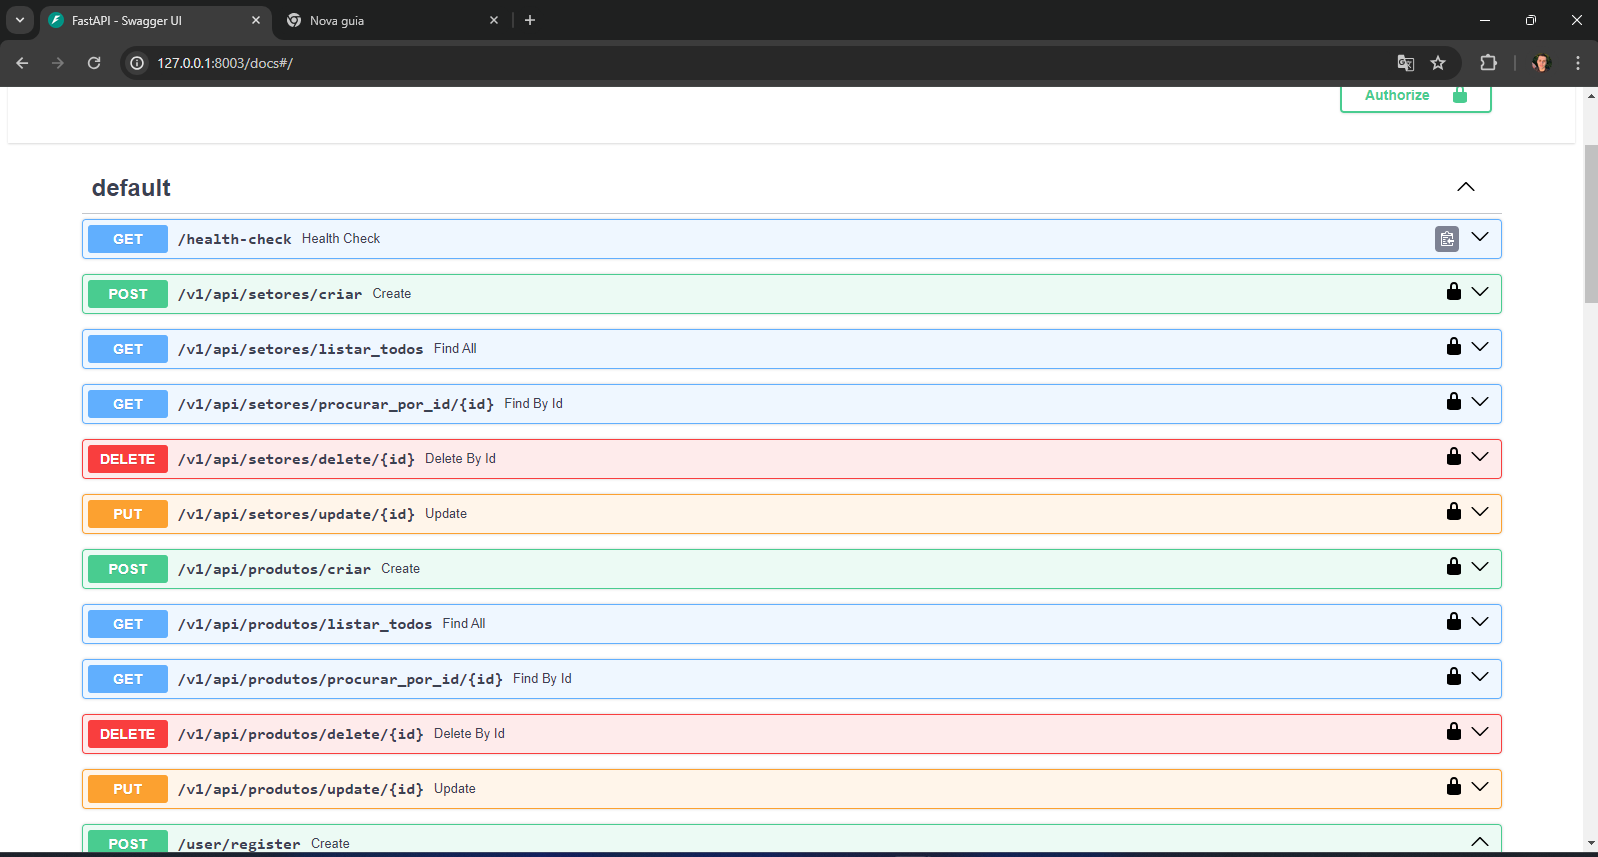 FastAPI - Swagger UI
Nova guia
127.0.0.1:8003/docs#/
Authorize
default
GET /health-check Health Check
POST /v1/api/setores/criar Create
GET /v1/api/setores/listar_todos Find All
GET /v1/api/setores/procurar_por_id/{id} Find By Id
DELETE /v1/api/setores/delete/{id} Delete By Id
PUT /v1/api/setores/update/{id} Update
POST /v1/api/produtos/criar Create
GET /v1/api/produtos/listar_todos Find All
GET /v1/api/produtos/procurar_por_id/{id} Find By Id
DELETE /v1/api/produtos/delete/{id} Delete By Id
PUT /v1/api/produtos/update/{id} Update
POST /user/register Create